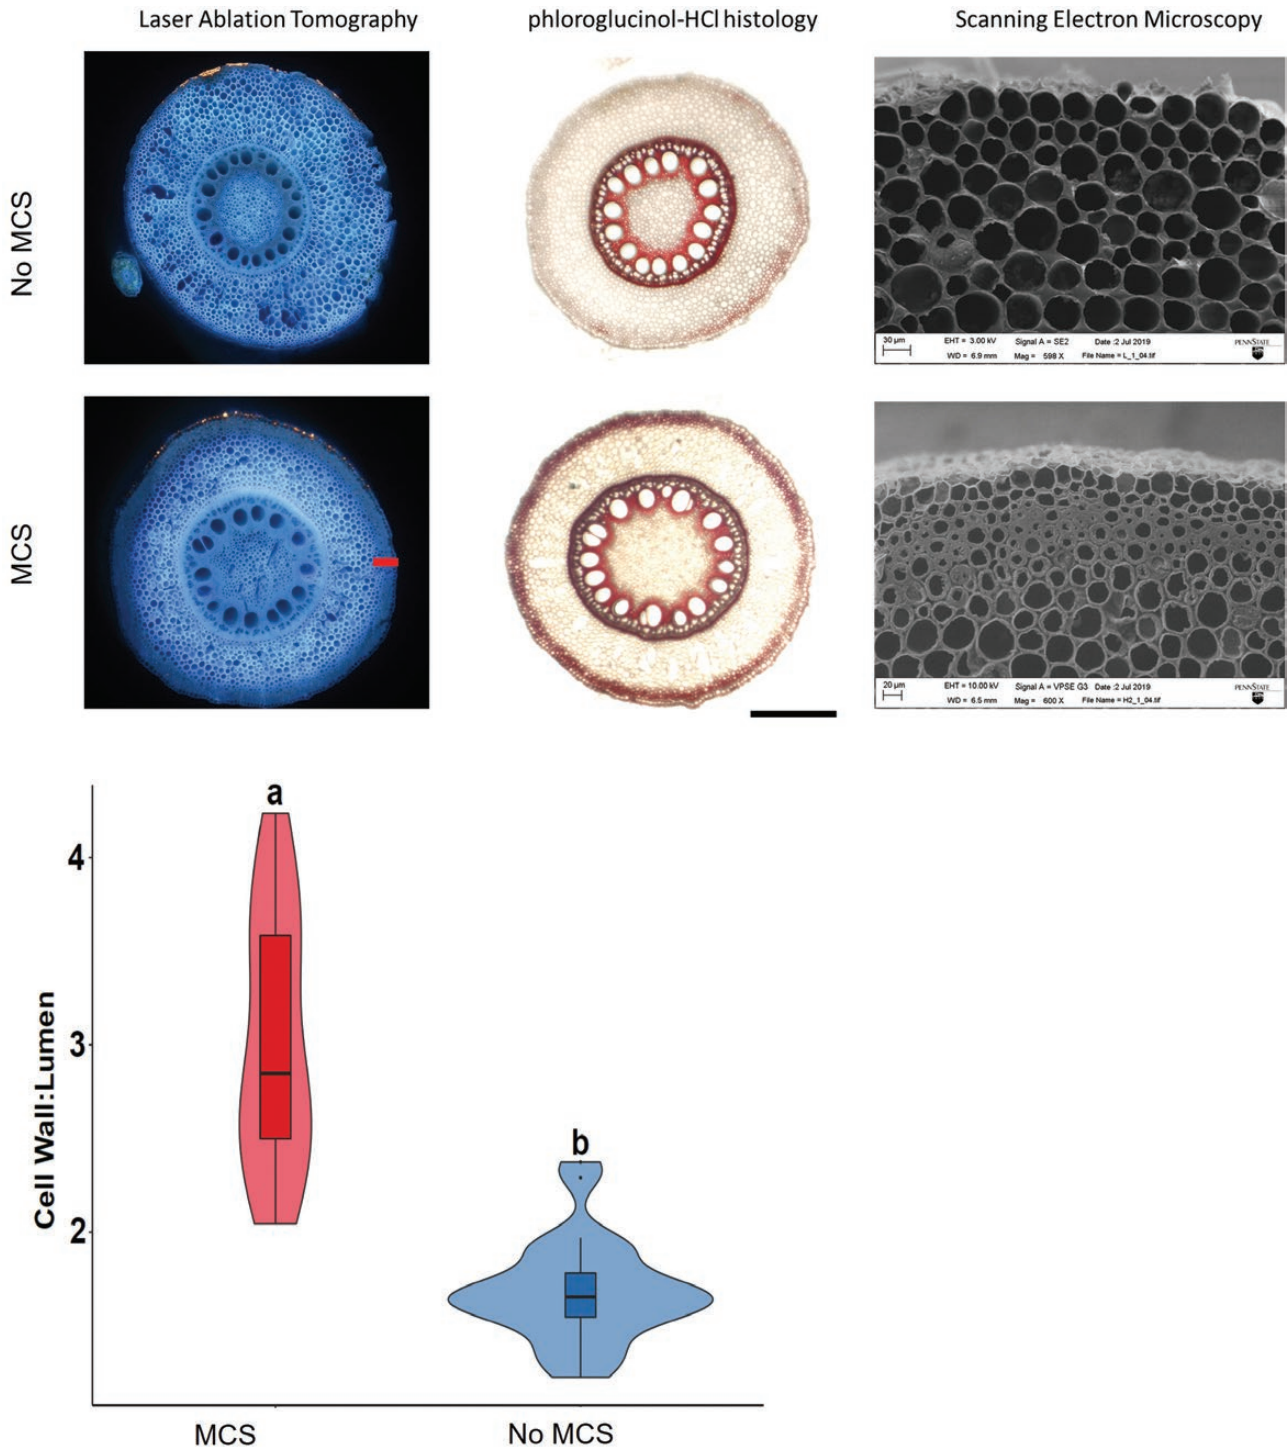 Laser Ablation Tomography
phloroglucinol-HCl histology
Scanning Electron Microscopy
No MCS
30 µm
EHT = 3.00 kV
Signal A = SE2
Date :2 Jul 2019
PENNSTATE
WD = 6.9 mm
Mag = 598 X
File Name = L_1_04.tif
MCS
20 µm
EHT = 10.00 kV
Signal A = VPSE G3
Date :2 Jul 2019
PENNSTATE
WD = 6.5 mm
Mag = 600 X
File Name = H2_1_04.tif
a
4
3
Cell Wall:Lumen
b
2
MCS
No MCS